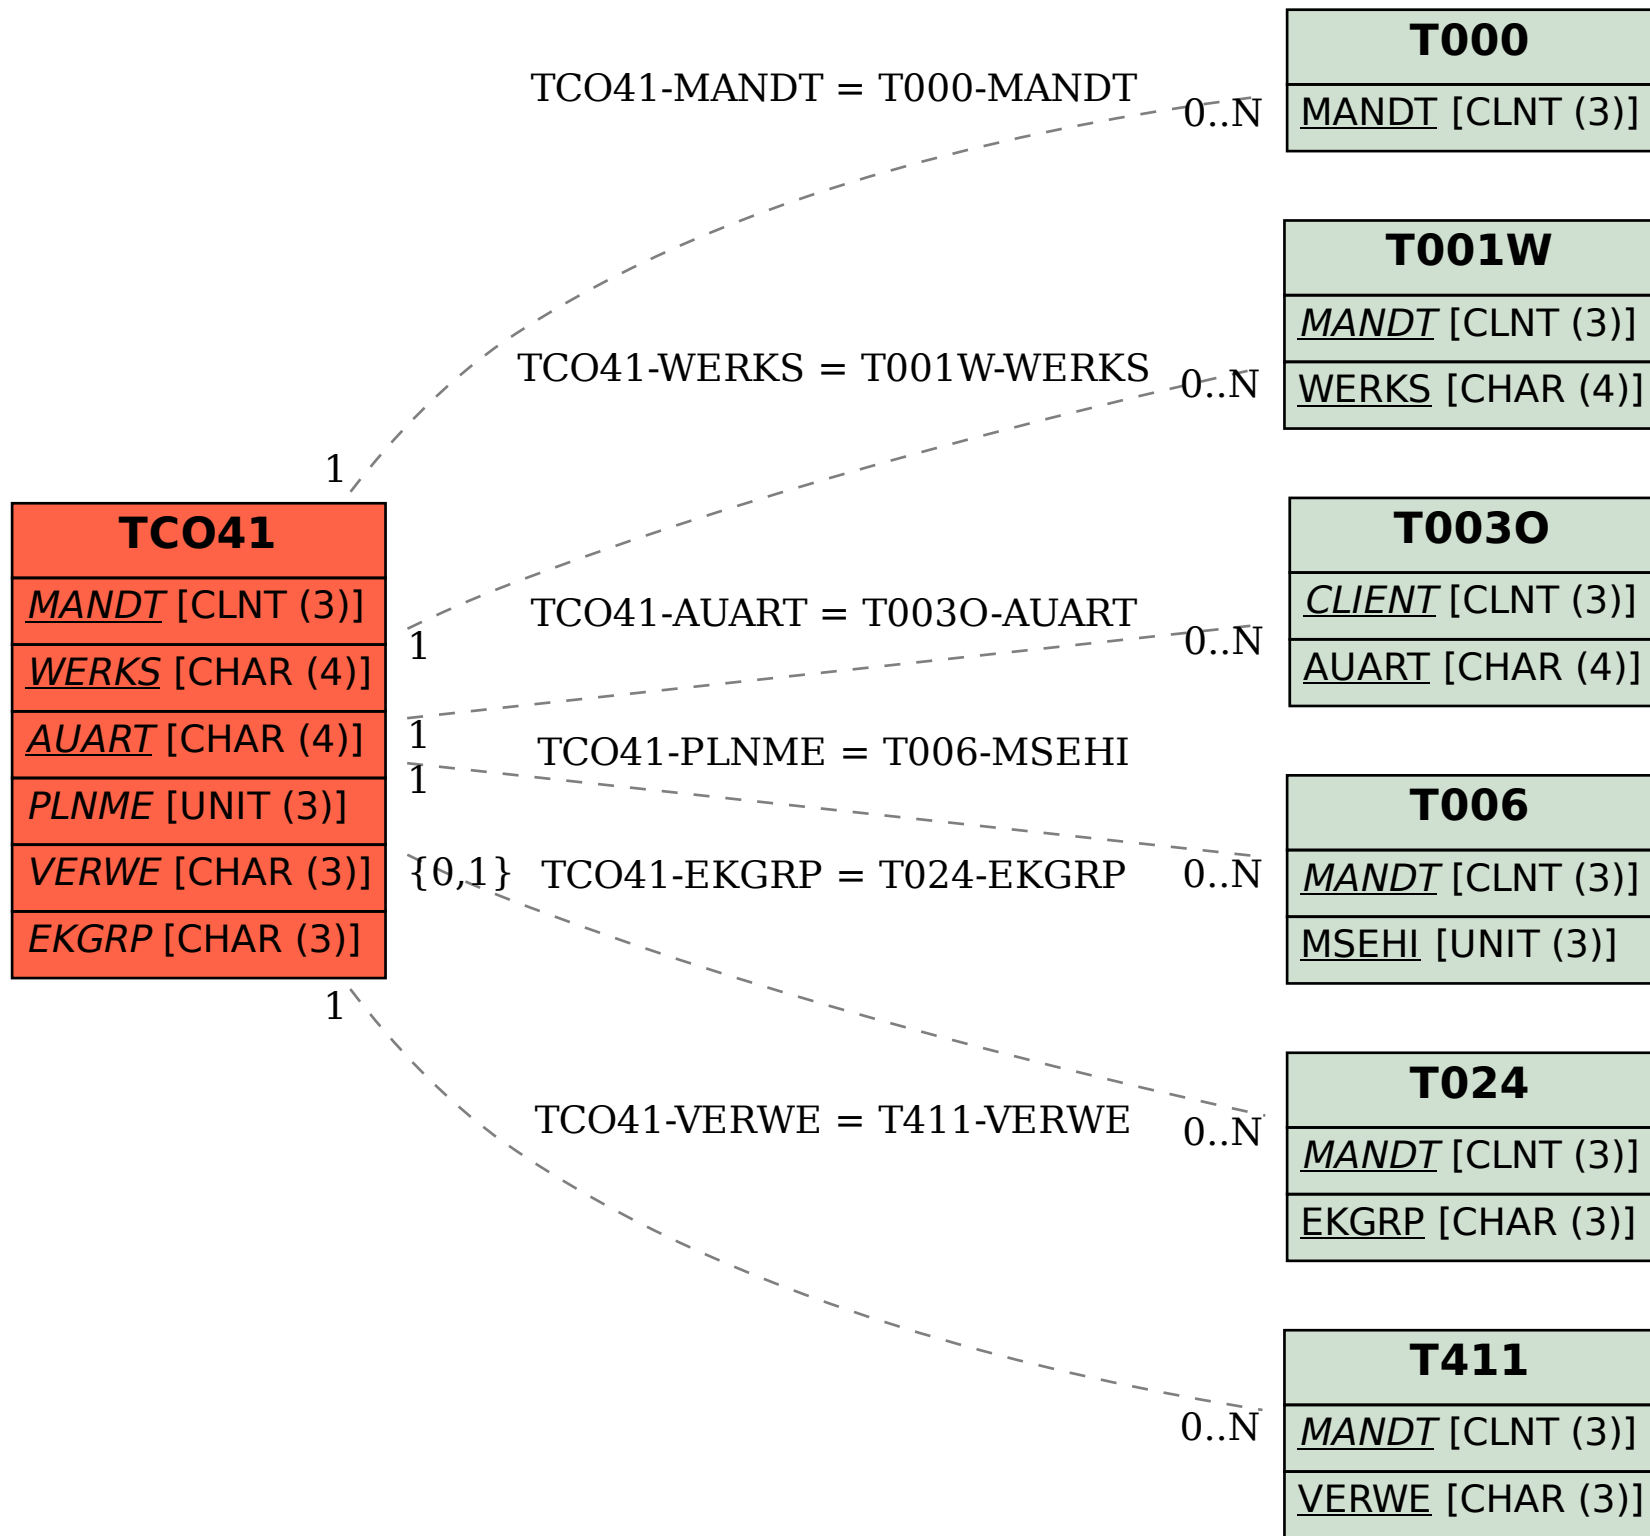 T000
MANDT [CLNT (3)]
TCO41-MANDT = T000-MANDT
0..N
1
T001W
MANDT [CLNT (3)]
WERKS [CHAR (4)]
TCO41-WERKS = T001W-WERKS
0..N
1
TCO41
MANDT [CLNT (3)]
WERKS [CHAR (4)]
AUART [CHAR (4)]
PLNME [UNIT (3)]
VERWE [CHAR (3)]
EKGRP [CHAR (3)]
T003O
CLIENT [CLNT (3)]
AUART [CHAR (4)]
TCO41-AUART = T003O-AUART
0..N
1
TCO41-PLNME = T006-MSEHI
1
0..N
T006
MANDT [CLNT (3)]
MSEHI [UNIT (3)]
{0,1}
TCO41-EKGRP = T024-EKGRP
0..N
T024
MANDT [CLNT (3)]
EKGRP [CHAR (3)]
1
TCO41-VERWE = T411-VERWE
0..N
T411
MANDT [CLNT (3)]
VERWE [CHAR (3)]